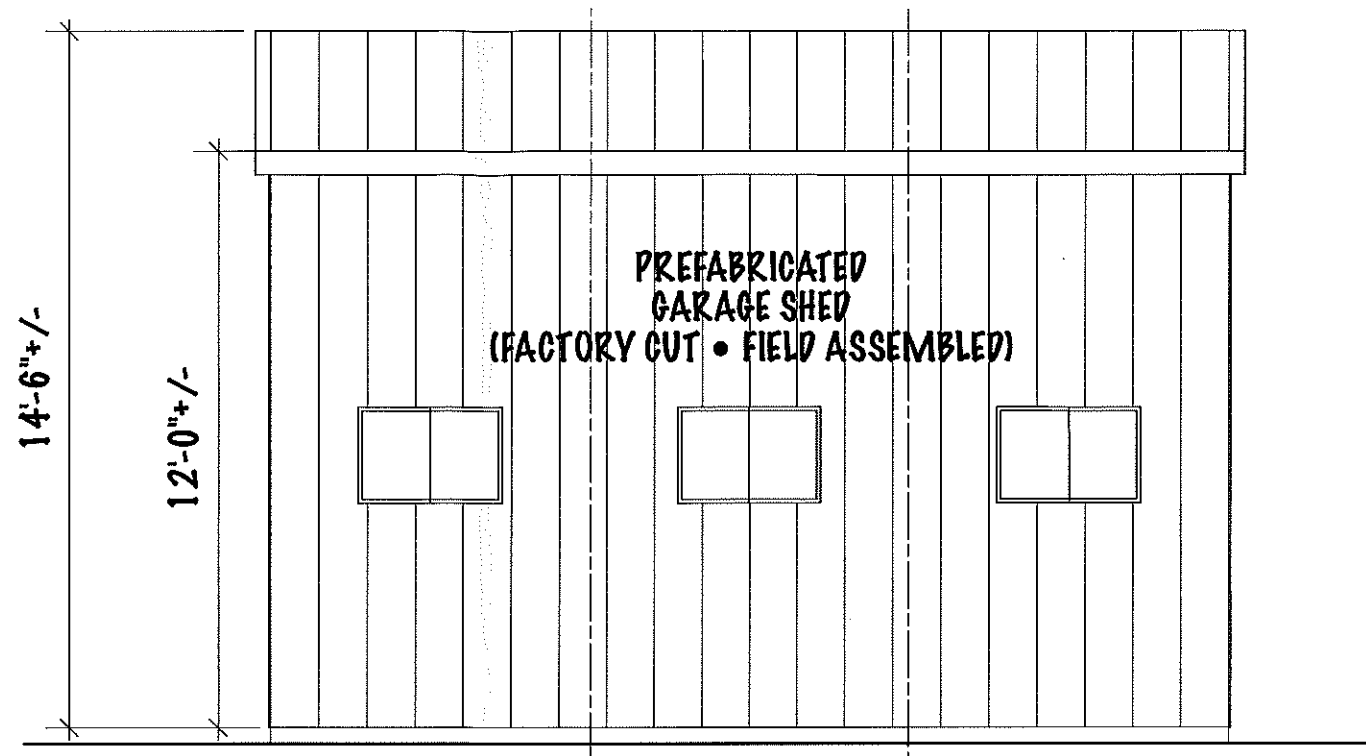 PREFABRICATED
GARAGE SHED
(FACTORY CUT • FIELD ASSEMBLED)
14'-6"+/-
12'-0"+/-